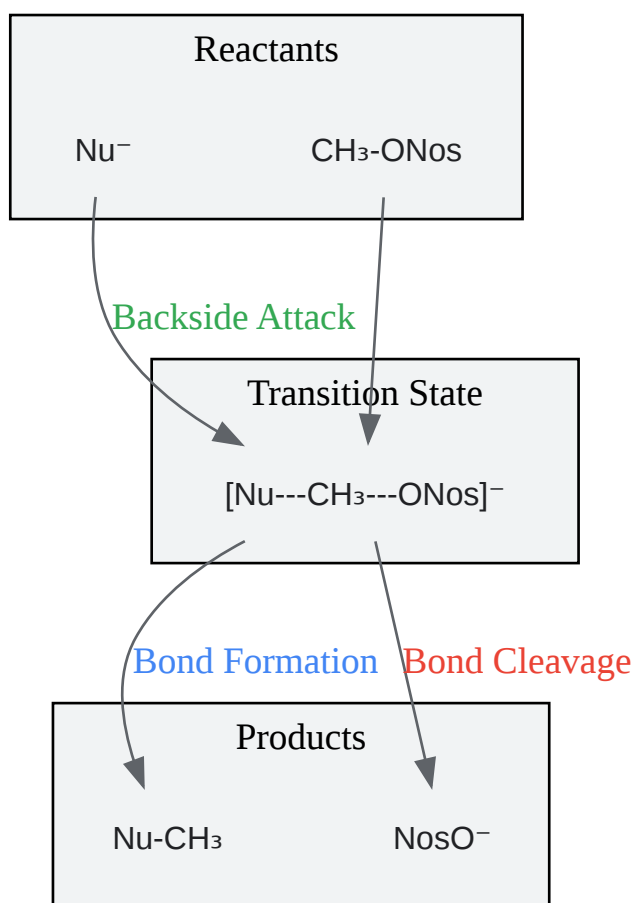 Reactants
Nu⁻ CH₃-ONos
Backside Attack
Transition State
[Nu---CH₃---ONos]⁻
Bond Formation Bond Cleavage
Products
Nu-CH₃ NosO⁻